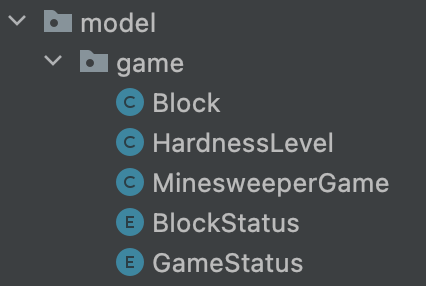 model
game
C Block
C HardnessLevel
C MinesweeperGame
E BlockStatus
E GameStatus